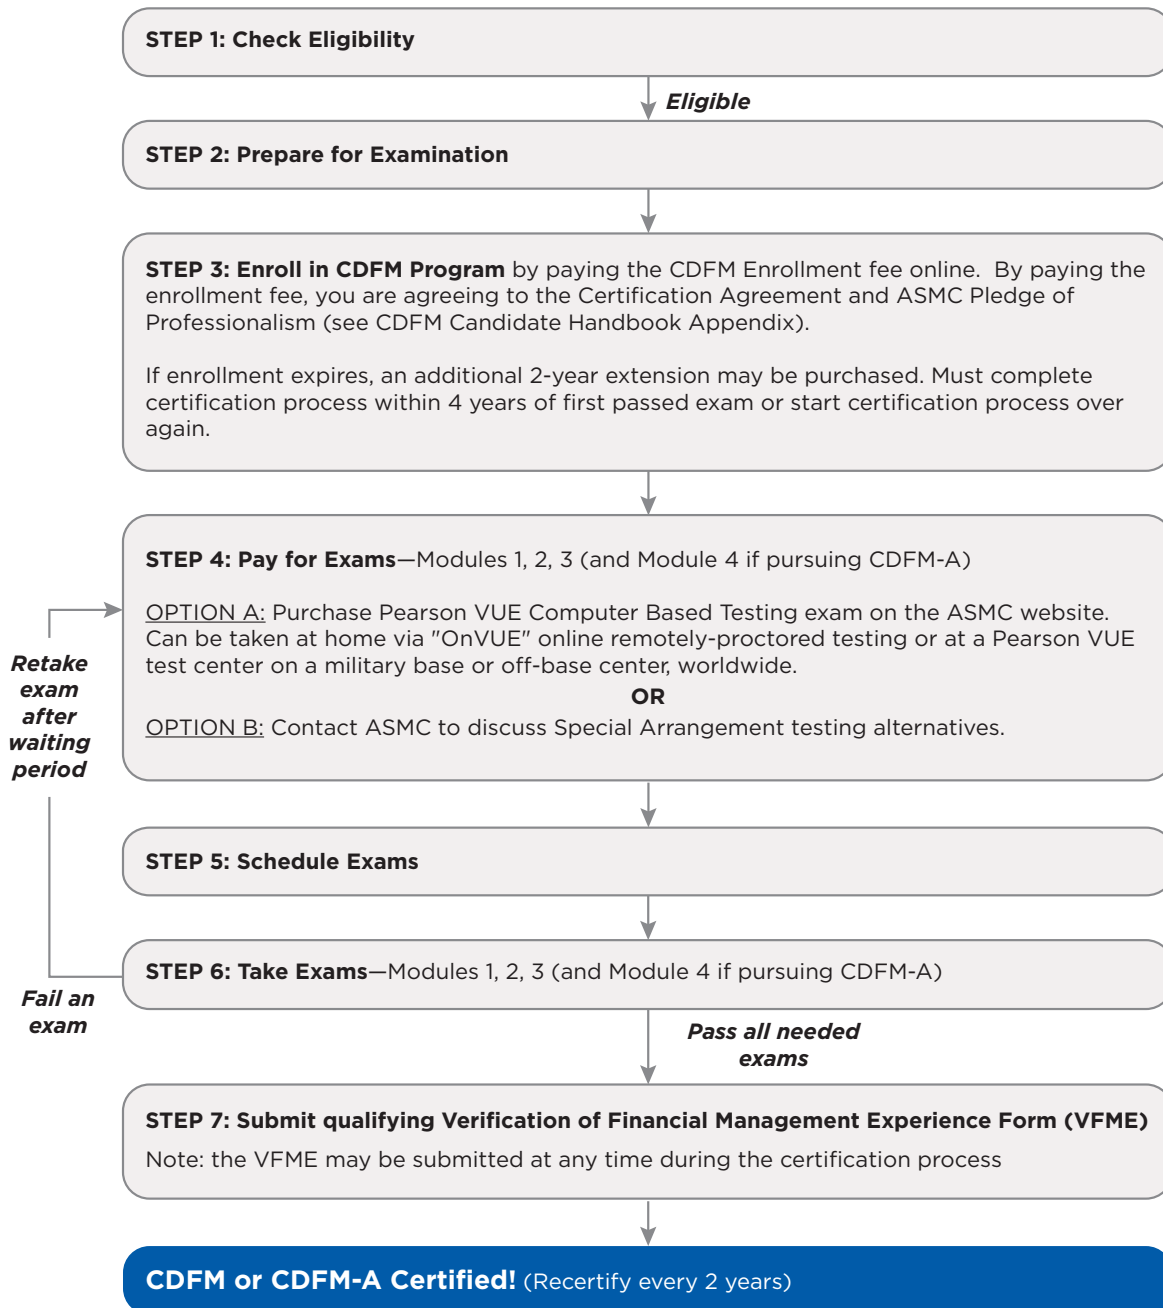 STEP 1: Check Eligibility
Eligible
STEP 2: Prepare for Examination
STEP 3: Enroll in CDFM Program by paying the CDFM Enrollment fee online.  By paying the
enrollment fee, you are agreeing to the Certification Agreement and ASMC Pledge of
Professionalism (see CDFM Candidate Handbook Appendix).
If enrollment expires, an additional 2-year extension may be purchased. Must complete
certification process within 4 years of first passed exam or start certification process over
again.
STEP 4: Pay for Exams—Modules 1, 2, 3 (and Module 4 if pursuing CDFM-A)
OPTION A: Purchase Pearson VUE Computer Based Testing exam on the ASMC website.
Can be taken at home via "OnVUE" online remotely-proctored testing or at a Pearson VUE
test center on a military base or off-base center, worldwide.
OR
OPTION B: Contact ASMC to discuss Special Arrangement testing alternatives.
Retake
exam
after
waiting
period
STEP 5: Schedule Exams
STEP 6: Take Exams—Modules 1, 2, 3 (and Module 4 if pursuing CDFM-A)
Fail an
exam
Pass all needed
exams
STEP 7: Submit qualifying Verification of Financial Management Experience Form (VFME)
Note: the VFME may be submitted at any time during the certification process
CDFM or CDFM-A Certified! (Recertify every 2 years)